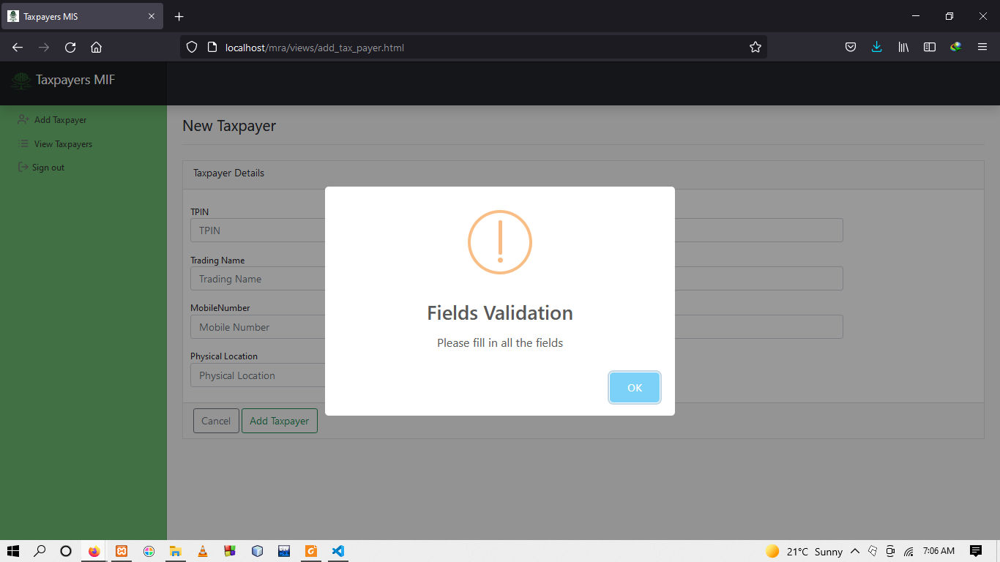 Taxpayers MIS
localhost/mra/views/add_tax_payer.html
Taxpayers MIF
Add Taxpayer
View Taxpayers
Sign out
New Taxpayer
Taxpayer Details
TPIN
TPIN
Trading Name
Trading Name
MobileNumber
Mobile Number
Physical Location
Physical Location
Cancel
Add Taxpayer
Fields Validation
Please fill in all the fields
OK
21°C Sunny
7:06 AM